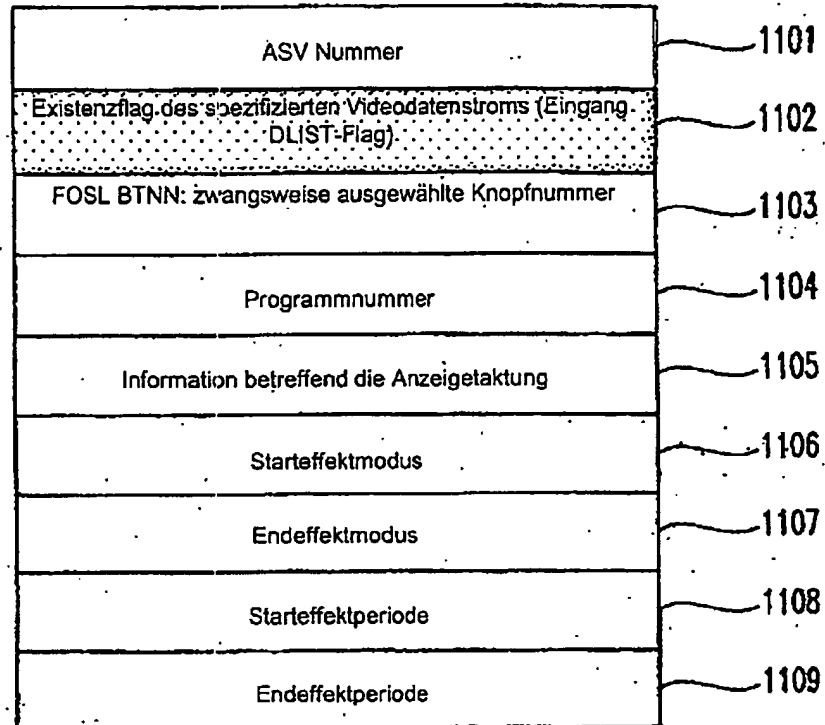 ASV Nummer
1101
Existenzflag des spezifizierten Videodatenstroms (Eingang
DLIST-Flag)
1102
FOSL BTNN: zwangsweise ausgewählte Knopfnummer
1103
Programmnummer
1104
Information betreffend die Anzeigetaktung
1105
Starteffektmodus
1106
Endeffektmodus
1107
Starteffektperiode
1108
Endeffektperiode
1109